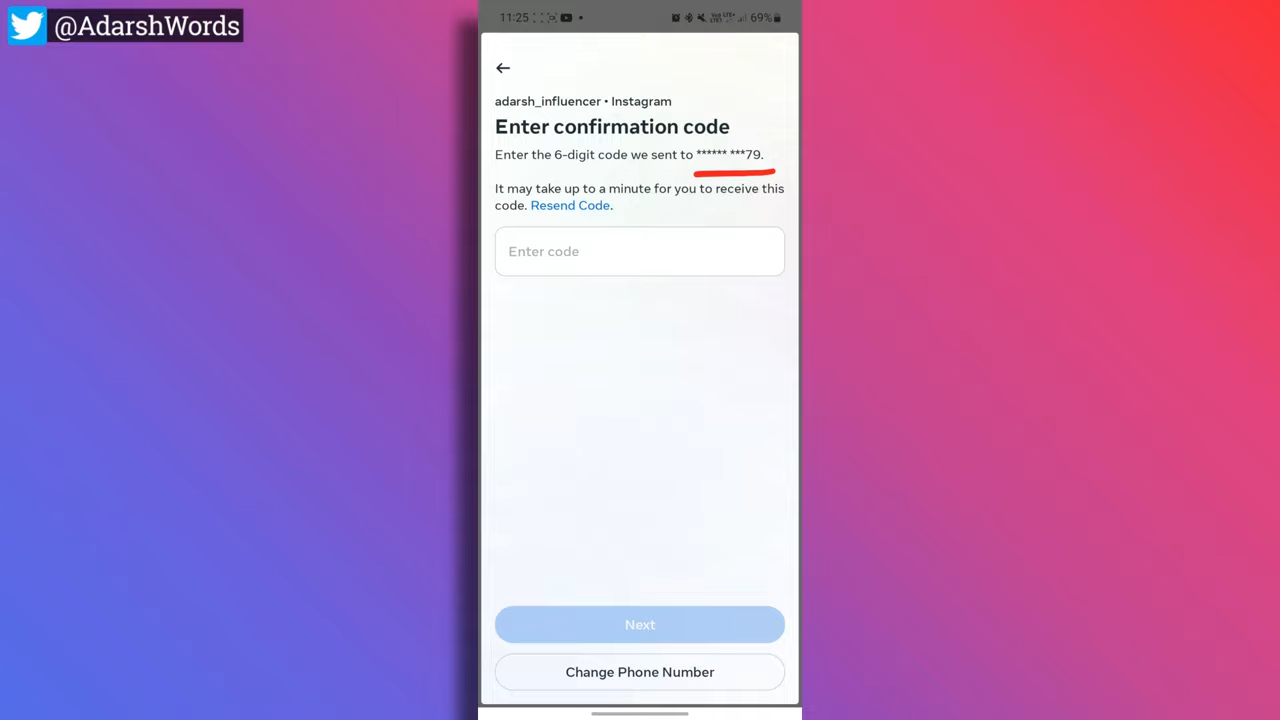 @AdarshWords
11:25 69%
adarsh_influencer • Instagram
Enter confirmation code
Enter the 6-digit code we sent to ****** ***79.
It may take up to a minute for you to receive this
code. Resend Code.
Enter code
Next
Change Phone Number